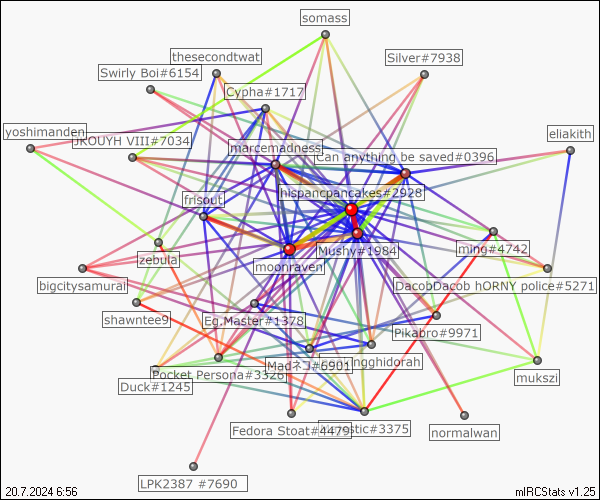 somass
thesecondtwat
Silver#7938
Swirly Boi#6154
Cypha#1717
yoshimanden
eliakith
JKOUYH VIII#7034
marcemadness
Can anything be saved#0396
hispancpancakes#2928
frisout
Mushy#1984
ming#4742
zebula
moonraven
bigcitysamurai
DacobDacob hORNY police#5271
shawntee9
Eg.Master#1378
Pikabro#9971
Madネコ#6901
ngghidorah
Pocket Persona#3328
mukszi
Duck#1245
Fedora Stoat#4479
stic#3375
normalwan
LPK2387 #7690
20.7.2024 6:56
mIRCStats v1.25